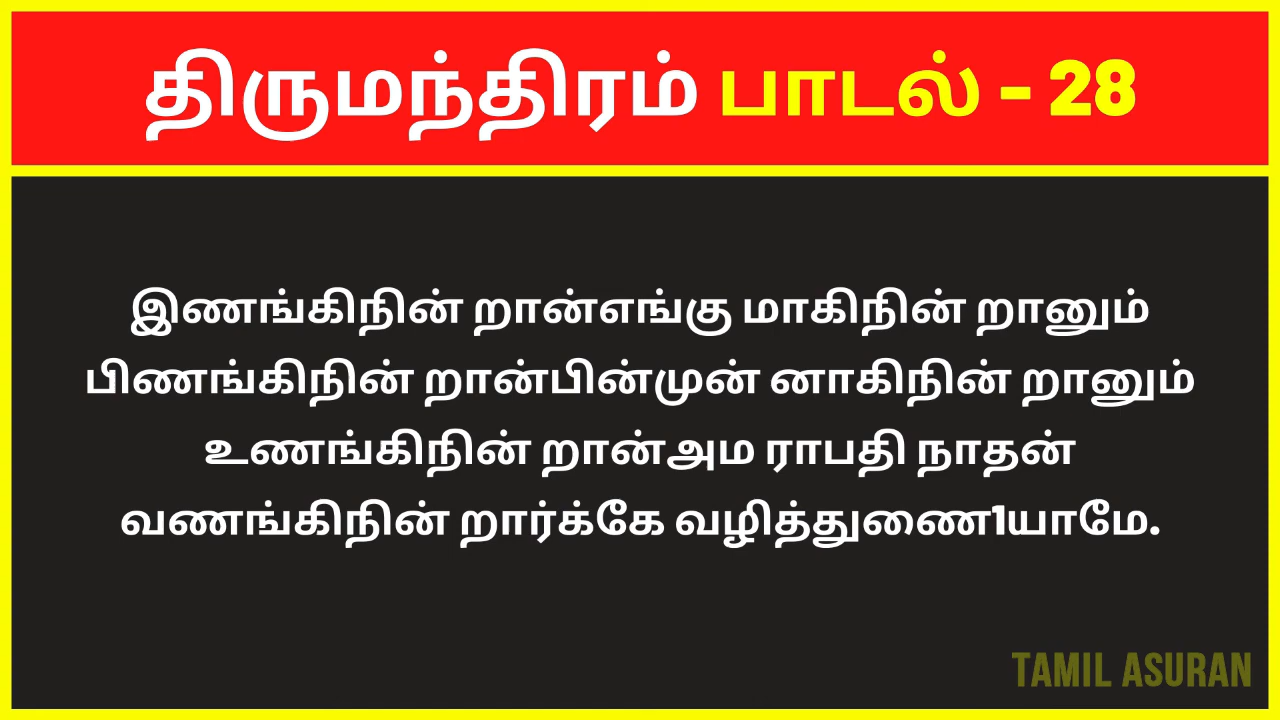 திருமந்திரம் பாடல் - 28
இணங்கிநின் றான்எங்கு மாகிநின் றானும்
பிணங்கிநின் றான்பின்முன் னாகிநின் றானும்
உணங்கிநின் றான்அம ராபதி நாதன்
வணங்கிநின் றார்க்கே வழித்துணை1யாமே.
TAMIL ASURAN